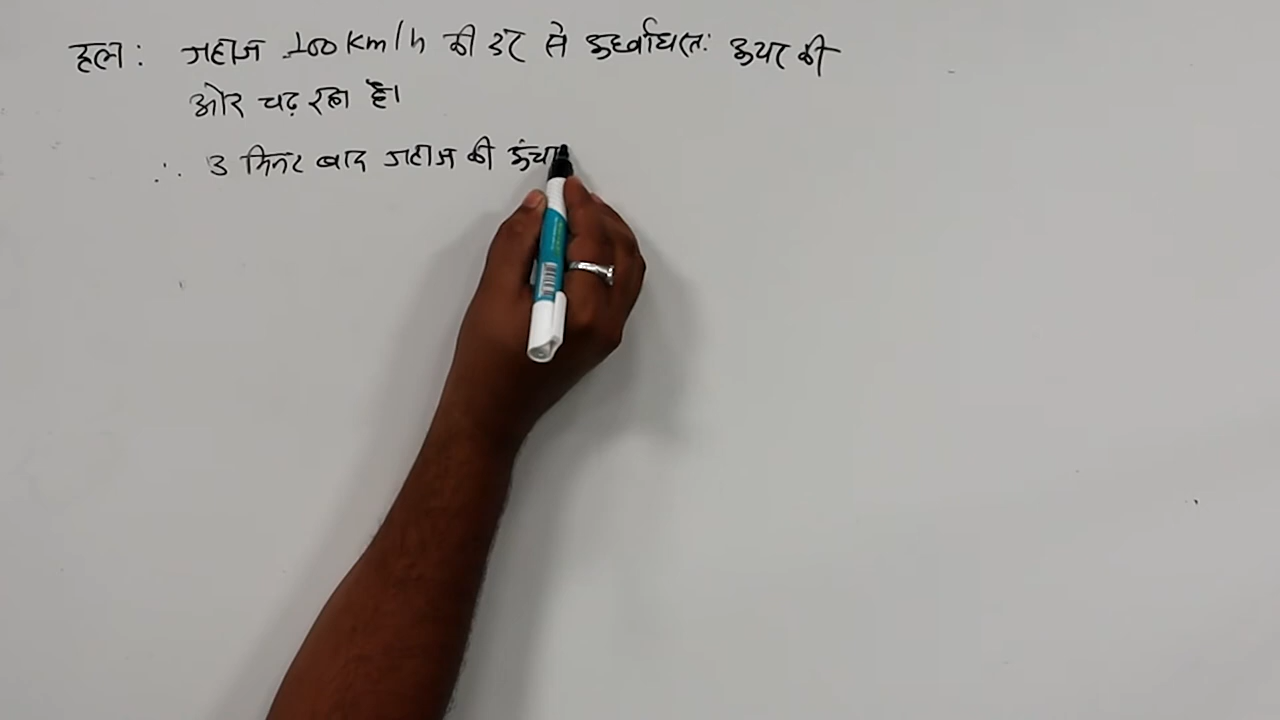 हल: जहाज 100 km/h की दर से ऊर्ध्वाधरतः ऊपर की
ओर चढ़ रहा है।
∴ 3 मिनट बाद जहाज की ऊंचा